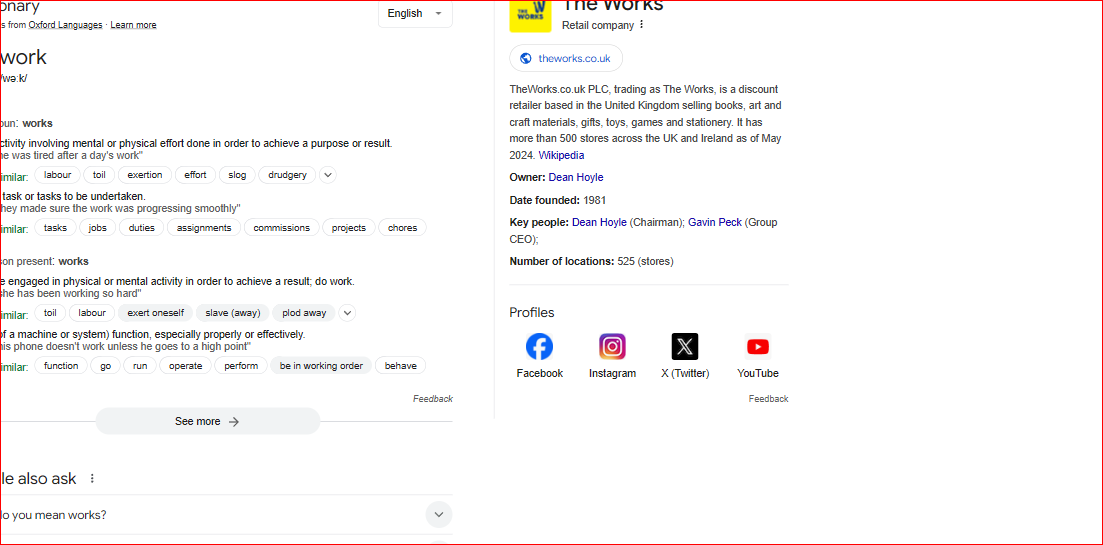 onary
s from Oxford Languages · Learn more
English
work
/wəːk/
oun: works
ctivity involving mental or physical effort done in order to achieve a purpose or result.
he was tired after a day's work"
imilar:
labour
toil
exertion
effort
slog
drudgery
task or tasks to be undertaken.
hey made sure the work was progressing smoothly"
imilar:
tasks
jobs
duties
assignments
commissions
projects
chores
son present: works
e engaged in physical or mental activity in order to achieve a result; do work.
she has been working so hard"
imilar:
toil
labour
exert oneself
slave (away)
plod away
of a machine or system) function, especially properly or effectively.
his phone doesn't work unless he goes to a high point"
imilar:
function
go
run
operate
perform
be in working order
behave
Feedback
See more
le also ask
do you mean works?
THE WORKS
The Works
Retail company
theworks.co.uk
TheWorks.co.uk PLC, trading as The Works, is a discount
retailer based in the United Kingdom selling books, art and
craft materials, gifts, toys, games and stationery. It has
more than 500 stores across the UK and Ireland as of May
2024. Wikipedia
Owner: Dean Hoyle
Date founded: 1981
Key people: Dean Hoyle (Chairman); Gavin Peck (Group
CEO);
Number of locations: 525 (stores)
Profiles
Facebook
Instagram
X (Twitter)
YouTube
Feedback